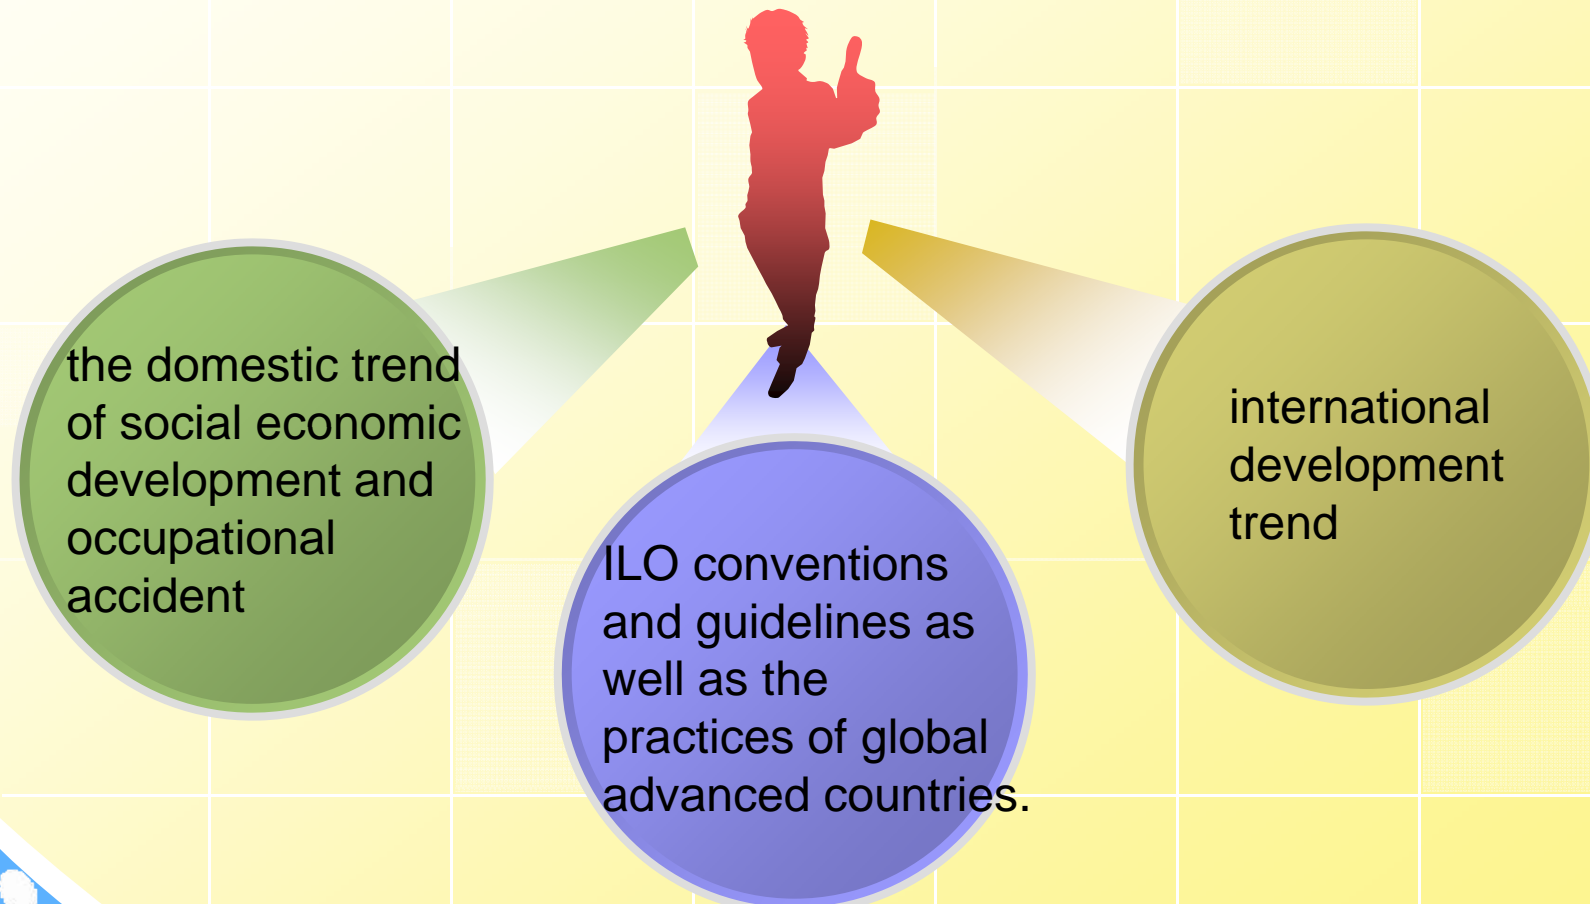 the domestic trend
of social economic
development and
occupational
accident
ILO conventions
and guidelines as
well as the
practices of global
advanced countries.
international
development
trend